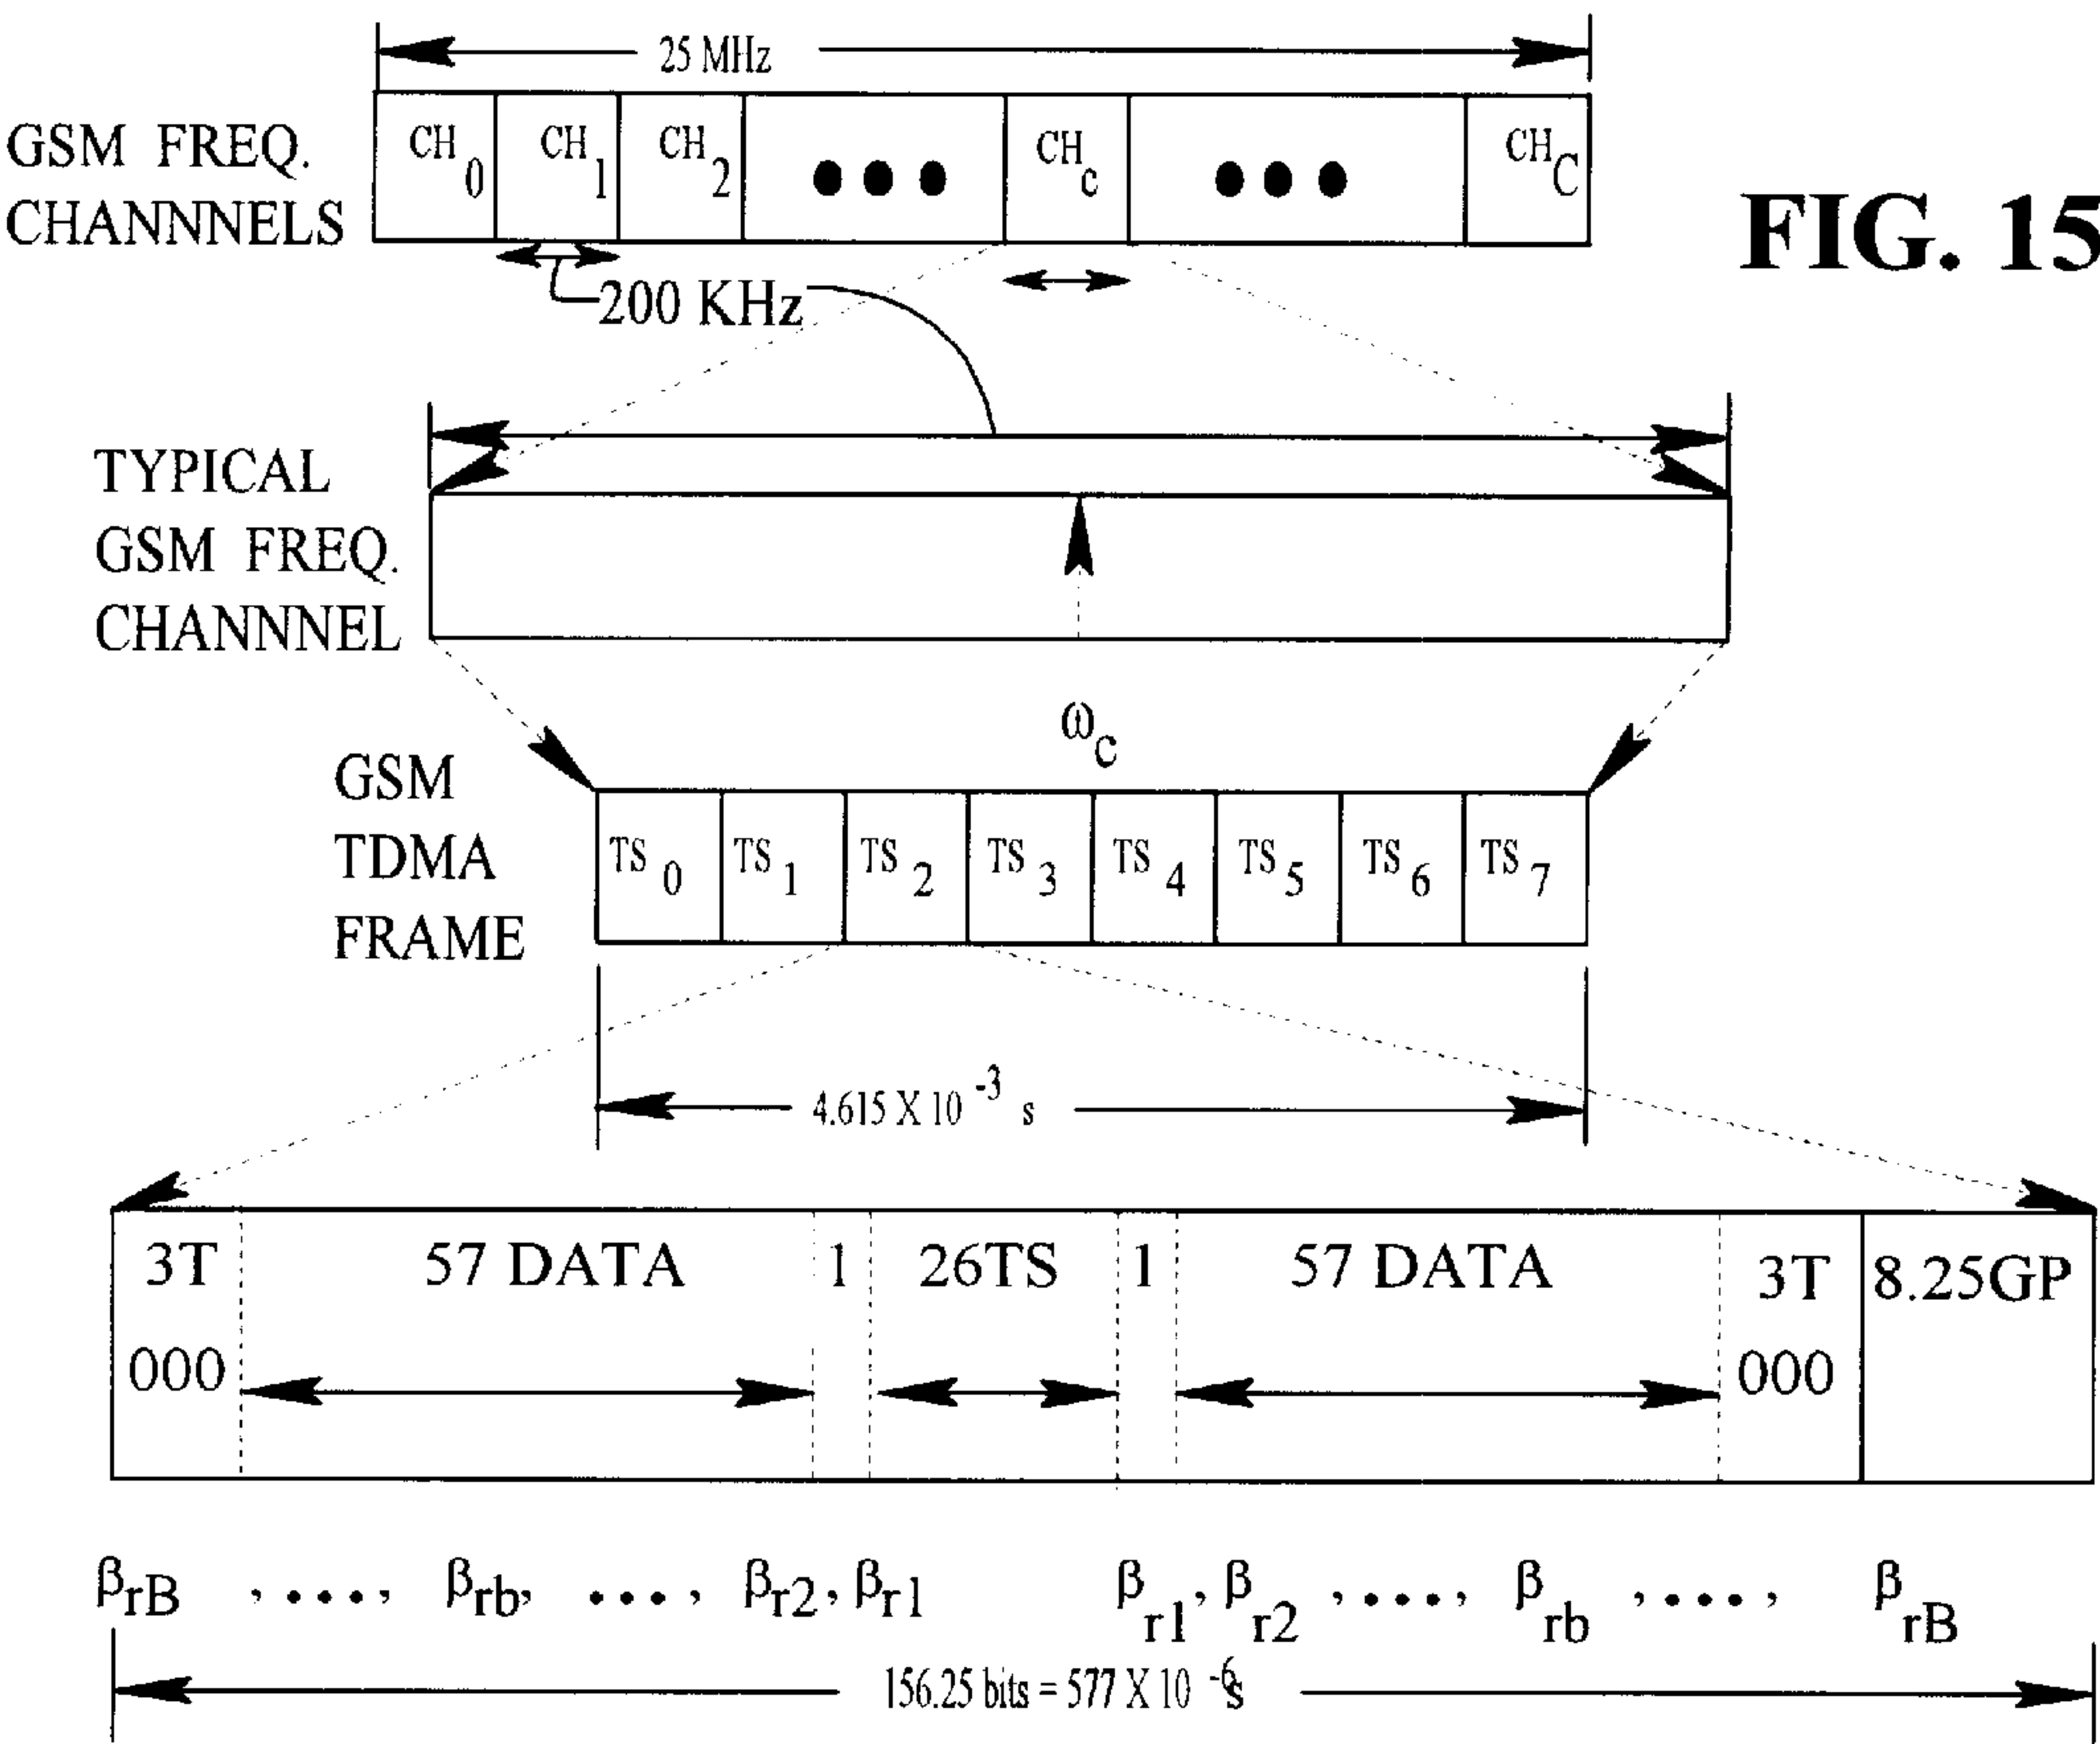 25 MHz
GSM FREQ.
CHANNNELS
CH0 CH1 CH2 ••• CHc ••• CHC
FIG. 15
200 KHz
TYPICAL
GSM FREQ.
CHANNNEL
ωC
GSM
TDMA
FRAME
TS0 TS1 TS2 TS3 TS4 TS5 TS6 TS7
4.615 X 10 -3 s
3T 57 DATA 1 26TS 1 57 DATA 3T 8.25GP
000 000
βrB , ••• , βrb, ••• , βr2, βr1 βr1, βr2 , ••• , βrb , ••• , βrB
156.25 bits = 577 X 10 -6s